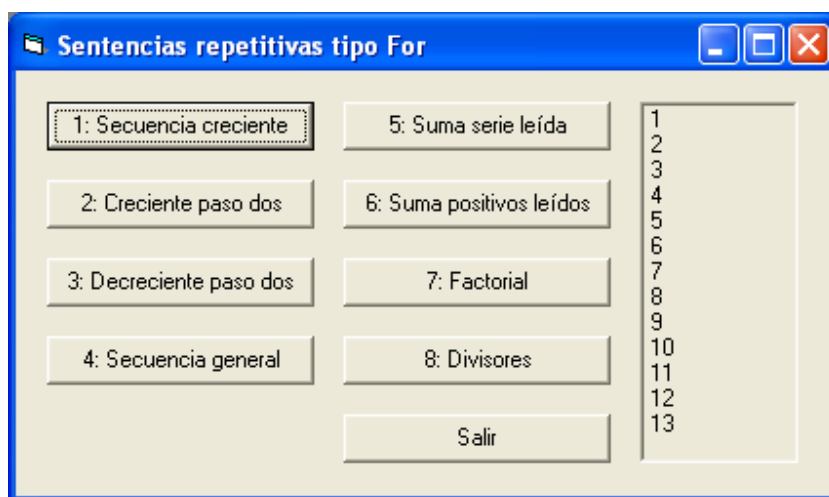 Sentencias repetitivas tipo For
1: Secuencia creciente
2: Creciente paso dos
3: Decreciente paso dos
4: Secuencia general
5: Suma serie leída
6: Suma positivos leídos
7: Factorial
8: Divisores
Salir
1
2
3
4
5
6
7
8
9
10
11
12
13